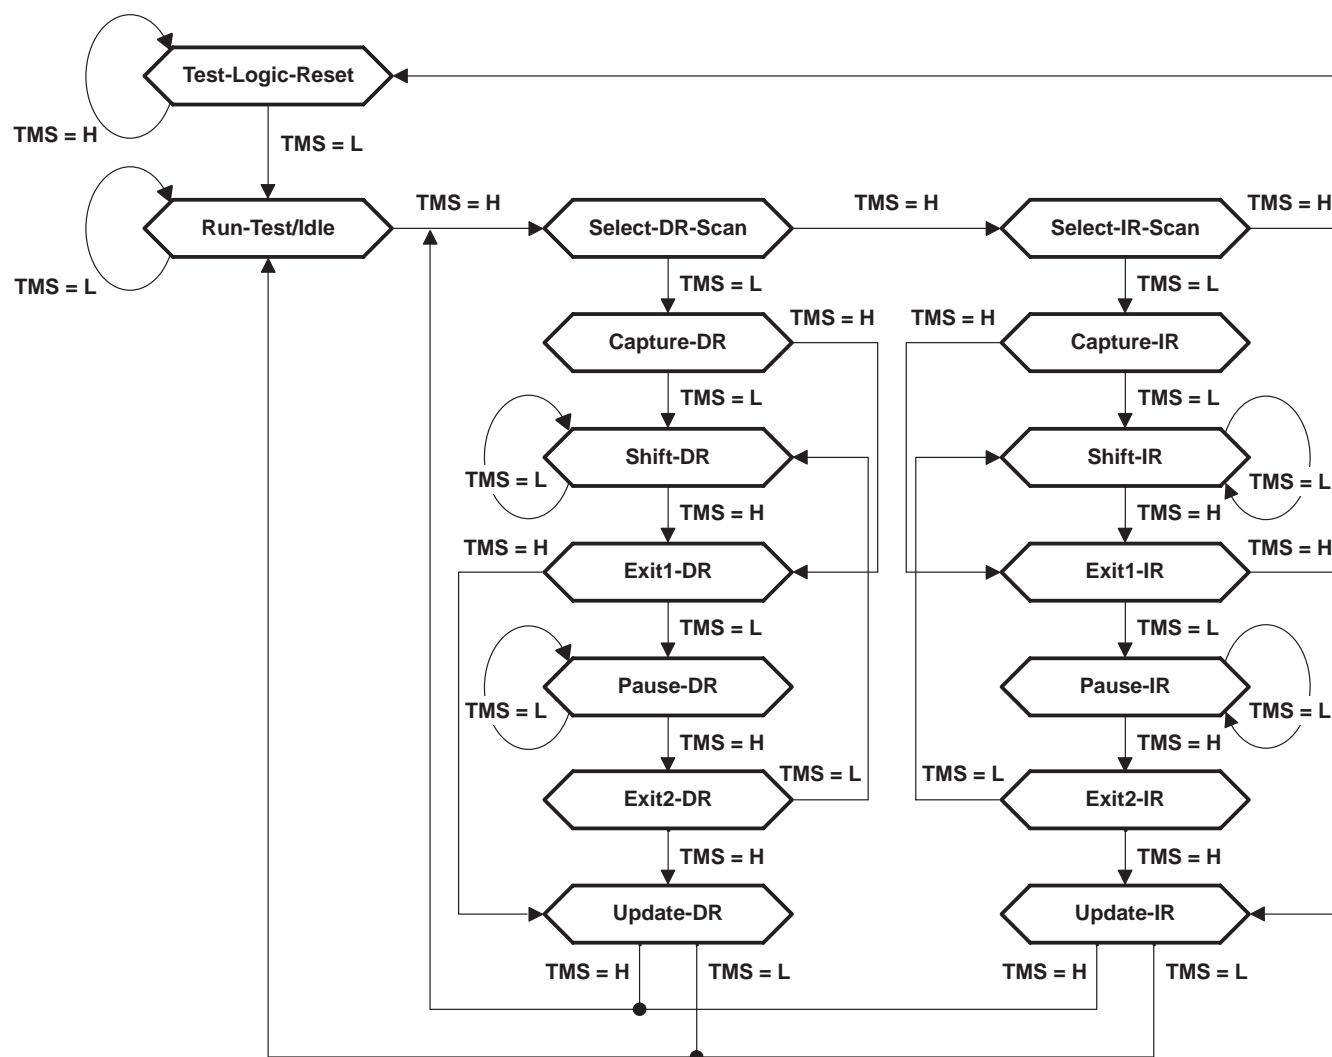 Test-Logic-Reset
TMS = H
TMS = L
TMS = H
TMS = H
TMS = H
Run-Test/Idle
Select-DR-Scan
Select-IR-Scan
TMS = L
TMS = L
TMS = L
TMS = H
TMS = H
Capture-DR
Capture-IR
TMS = L
TMS = L
Shift-DR
Shift-IR
TMS = L
TMS = L
TMS = H
TMS = H
TMS = H
TMS = H
Exit1-DR
Exit1-IR
TMS = L
TMS = L
Pause-DR
Pause-IR
TMS = L
TMS = L
TMS = H
TMS = H
TMS = L
TMS = L
Exit2-DR
Exit2-IR
TMS = H
TMS = H
Update-DR
Update-IR
TMS = H
TMS = L
TMS = H
TMS = L